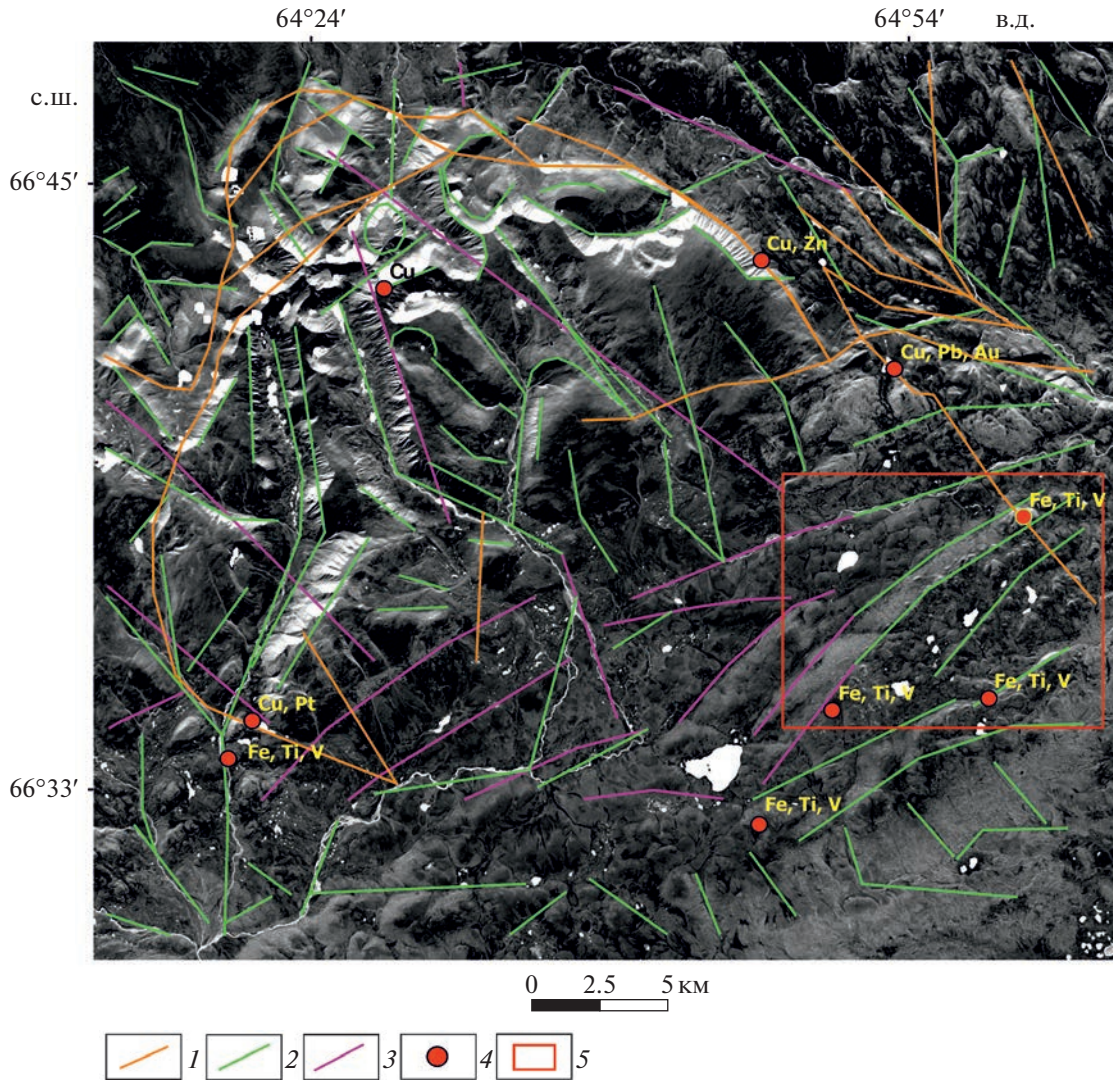 64°24′ 64°54′ в.д.
с.ш.
66°45′
Cu, Zn
Cu
Cu, Pb, Au
Fe, Ti, V
Fe, Ti, V
Fe, Ti, V
Cu, Pt
Fe, Ti, V
66°33′
Fe, Ti, V
0 2.5 5 км
1 2 3 4 5